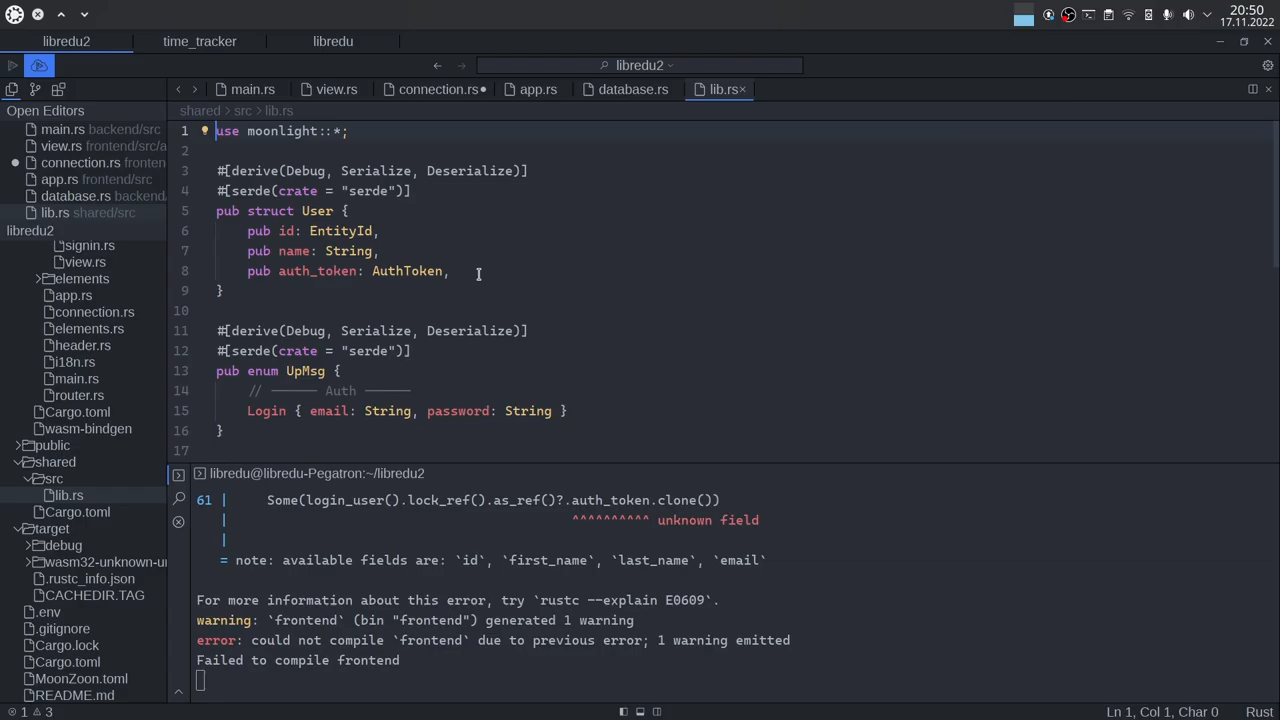 20:50
17.11.2022
libredu2 time_tracker libredu
libredu2
main.rs view.rs connection.rs app.rs database.rs lib.rs
Open Editors
main.rs backend/src
view.rs frontend/src/a
connection.rs fronten
app.rs frontend/src
database.rs backend/
lib.rs shared/src
libredu2
signin.rs
view.rs
elements
app.rs
connection.rs
elements.rs
header.rs
i18n.rs
main.rs
router.rs
Cargo.toml
wasm-bindgen
public
shared
src
lib.rs
Cargo.toml
target
debug
wasm32-unknown-un
.rustc_info.json
CACHEDIR.TAG
.env
.gitignore
Cargo.lock
Cargo.toml
MoonZoon.toml
README.md
shared src lib.rs
1 use moonlight::*;
2
3 #[derive(Debug, Serialize, Deserialize)]
4 #[serde(crate = "serde")]
5 pub struct User {
6 pub id: EntityId,
7 pub name: String,
8 pub auth_token: AuthToken,
9 }
10
11 #[derive(Debug, Serialize, Deserialize)]
12 #[serde(crate = "serde")]
13 pub enum UpMsg {
14 // ------ Auth ------
15 Login { email: String, password: String }
16 }
17
libredu@libredu-Pegatron:~/libredu2
61 | Some(login_user().lock_ref().as_ref()?.auth_token.clone())
| ^^^^^^^^^^ unknown field
|
= note: available fields are: `id`, `first_name`, `last_name`, `email`
For more information about this error, try `rustc --explain E0609`.
warning: `frontend` (bin "frontend") generated 1 warning
error: could not compile `frontend` due to previous error; 1 warning emitted
Failed to compile frontend
1 3
Ln 1, Col 1, Char 0 Rust